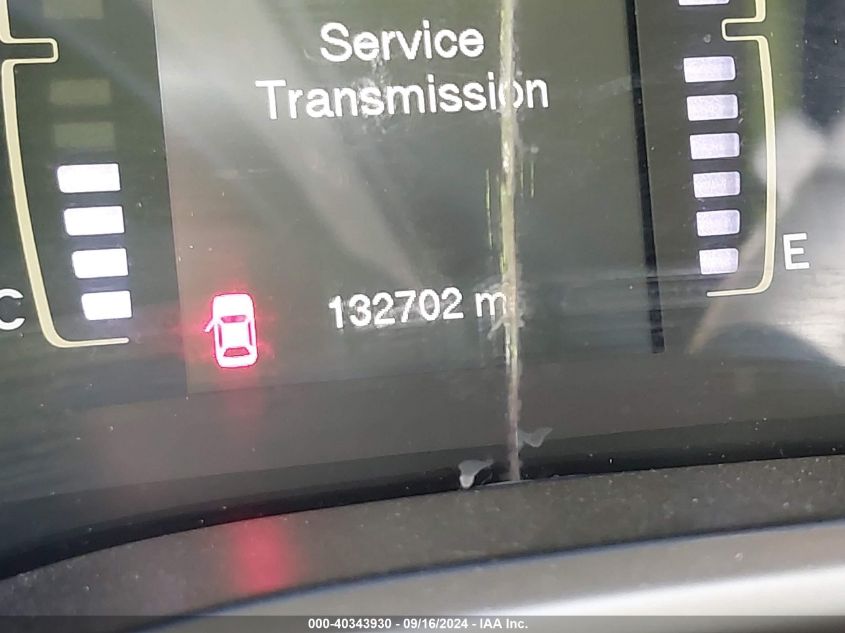 Service
Transmission
E
C
132702 m
000-40343930 - 09/16/2024 - IAA Inc.